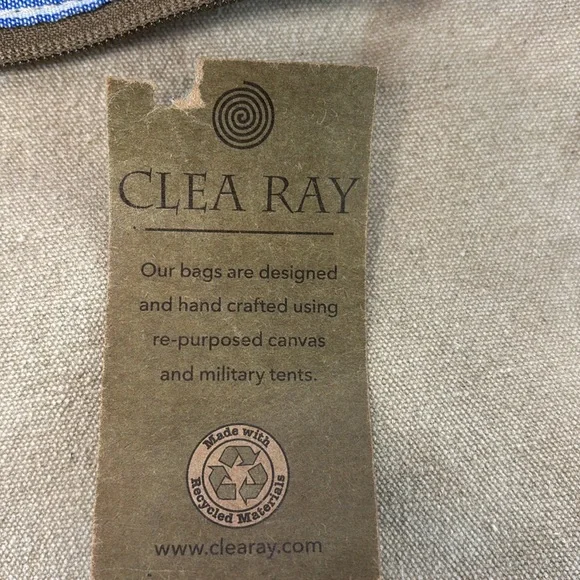 CLEA RAY
Our bags are designed
and hand crafted using
re-purposed canvas
and military tents.
Made with
Recycled Materials
www.clearay.com